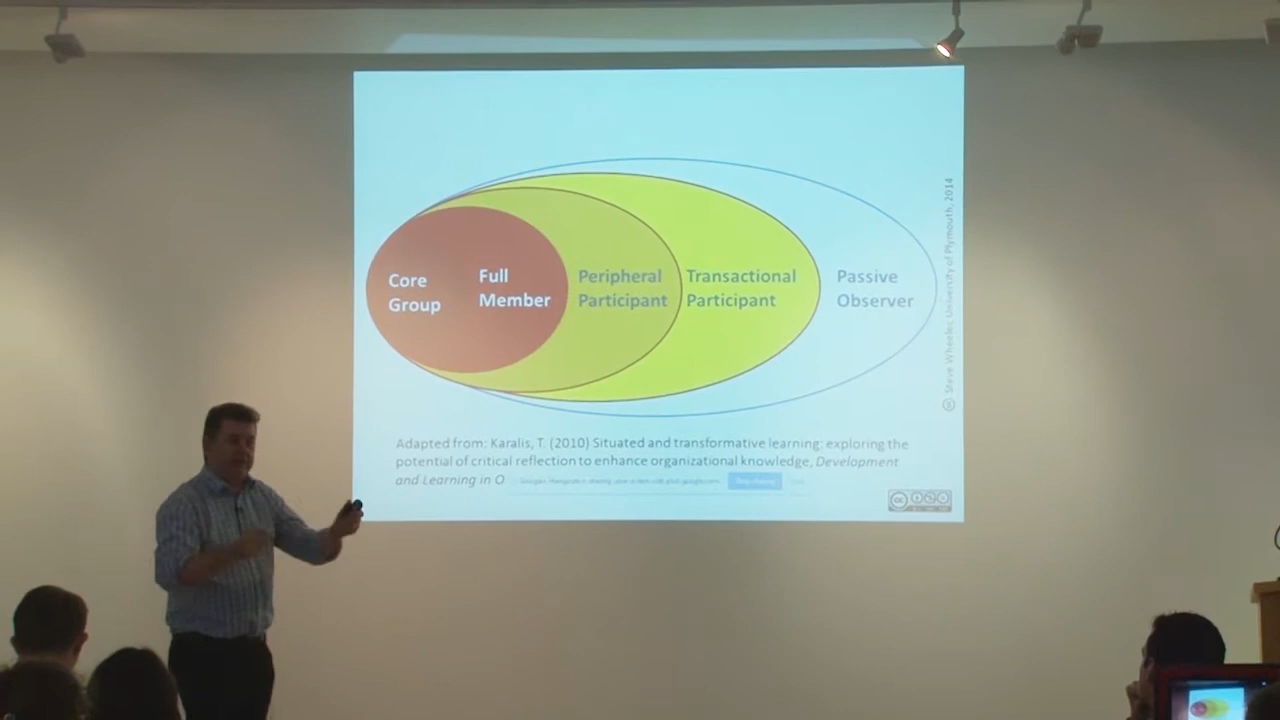 Core
Group
Full
Member
Peripheral
Participant
Transactional
Participant
Passive
Observer
Steve Wheeler, University of Plymouth, 2014
Adapted from: Karalis, T. (2010) Situated and transformative learning: exploring the
potential of critical reflection to enhance organizational knowledge, Development
and Learning in O
cc